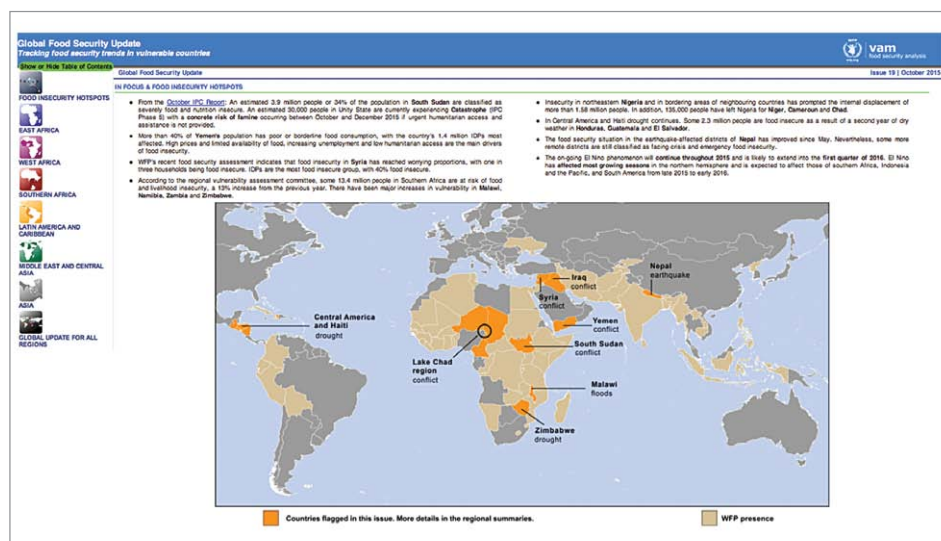 Global Food Security Update
Tracking food security trends in vulnerable countries
WFP
vam
food security analysis
Show or Hide Table of Contents
FOOD INSECURITY HOTSPOTS
EAST AFRICA
WEST AFRICA
SOUTHERN AFRICA
LATIN AMERICA AND
CARIBBEAN
MIDDLE EAST AND CENTRAL
ASIA
ASIA
GLOBAL UPDATE FOR ALL
REGIONS
Global Food Security Update
Issue 19 | October 2015
IN FOCUS & FOOD INSECURITY HOTSPOTS
• From the October IPC Report: An estimated 3.9 million people or 34% of the population in South Sudan are classified as
severely food and nutrition insecure. An estimated 30,000 people in Unity State are currently experiencing Catastrophe (IPC
Phase 5) with a concrete risk of famine occurring between October and December 2015 if urgent humanitarian access and
assistance is not provided.
• More than 40% of Yemen's population has poor or borderline food consumption, with the country's 1.4 million IDPs most
affected. High prices and limited availability of food, increasing unemployment and low humanitarian access are the main drivers
of food insecurity.
• WFP's recent food security assessment indicates that food insecurity in Syria has reached worrying proportions, with one in
three households being food insecure. IDPs are the most food insecure group, with 40% food insecure.
• According to the regional vulnerability assessment committee, some 13.4 million people in Southern Africa are at risk of food
and livelihood insecurity, a 13% increase from the previous year. There have been major increases in vulnerability in Malawi,
Namibia, Zambia and Zimbabwe.
• Insecurity in northeastern Nigeria and in bordering areas of neighbouring countries has prompted the internal displacement of
more than 1.58 million people. In addition, 135,000 people have left Nigeria for Niger, Cameroun and Chad.
• In Central America and Haiti drought continues. Some 2.3 million people are food insecure as a result of a second year of dry
weather in Honduras, Guatemala and El Salvador.
• The food security situation in the earthquake-affected districts of Nepal has improved since May. Nevertheless, some more
remote districts are still classified as facing crisis and emergency food insecurity.
• The on-going El Nino phenomenon will continue throughout 2015 and is likely to extend into the first quarter of 2016. El Nino
has affected most growing seasons in the northern hemisphere and is expected to affect those of southern Africa, Indonesia
and the Pacific, and South America from late 2015 to early 2016.
Central America
and Haiti
drought
Lake Chad
region
conflict
Syria
conflict
Iraq
conflict
Nepal
earthquake
Yemen
conflict
South Sudan
conflict
Malawi
floods
Zimbabwe
drought
Countries flagged in this issue. More details in the regional summaries.
WFP presence